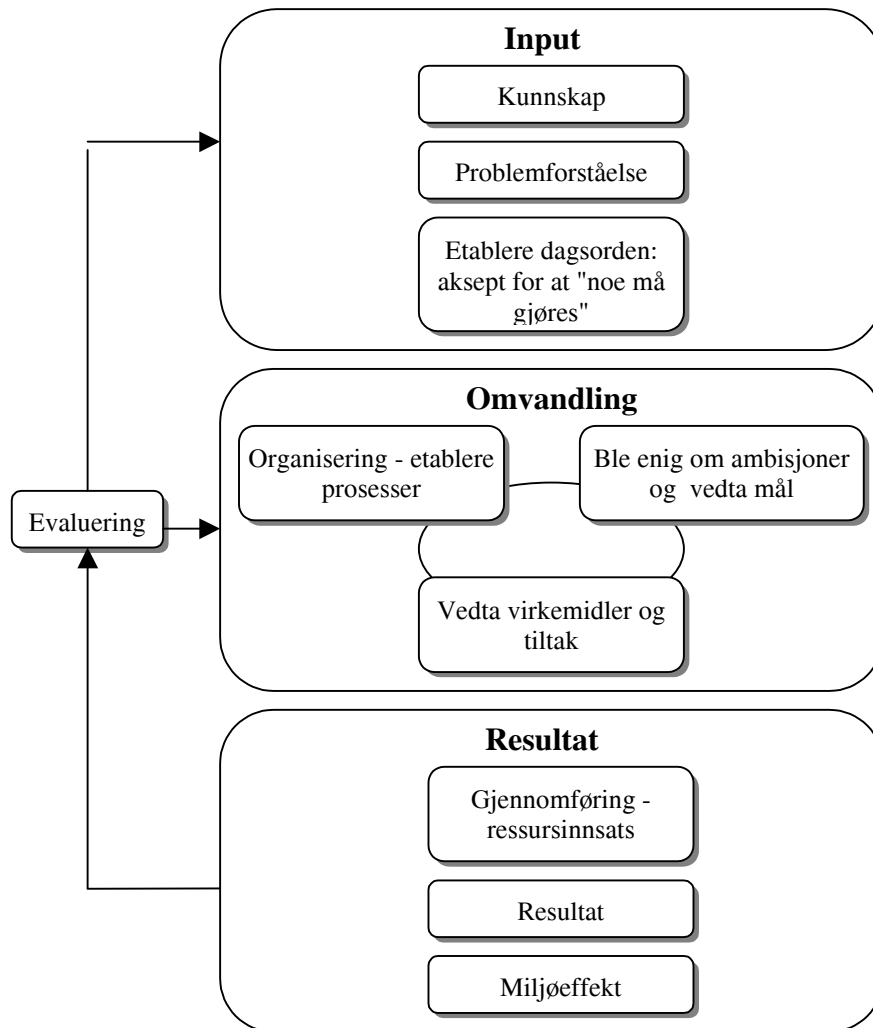 Input
Kunnskap
Problemforståelse
Etablere dagsorden:
aksept for at "noe må
gjøres"
Omvandling
Organisering - etablere
prosesser
Ble enig om ambisjoner
og vedta mål
Evaluering
Vedta virkemidler og
tiltak
Resultat
Gjennomføring -
ressursinnsats
Resultat
Miljøeffekt